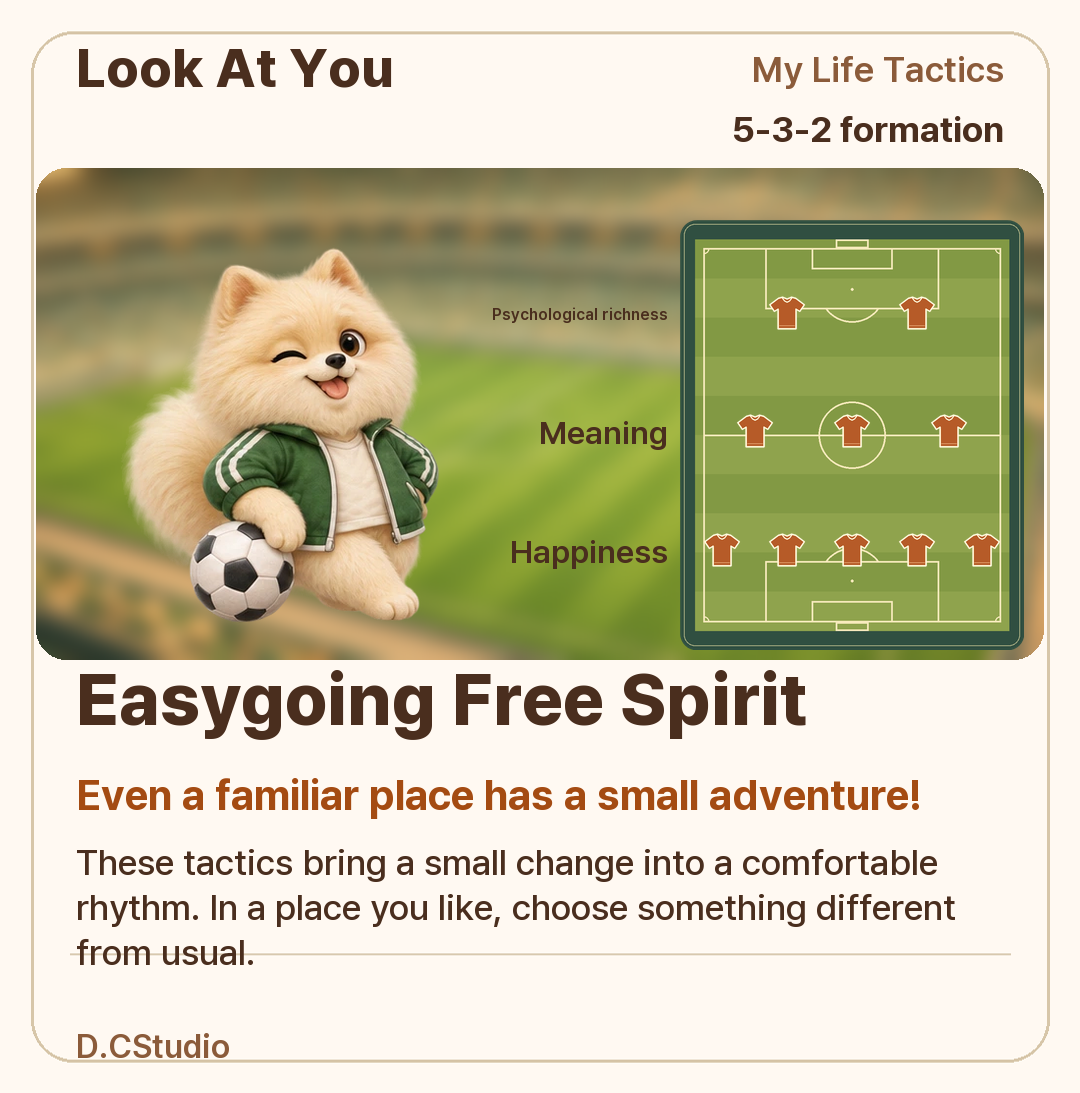 Look At You
My Life Tactics
5-3-2 formation
Psychological richness
Meaning
Happiness
Easygoing Free Spirit
Even a familiar place has a small adventure!
These tactics bring a small change into a comfortable
rhythm. In a place you like, choose something different
from usual.
D.CStudio